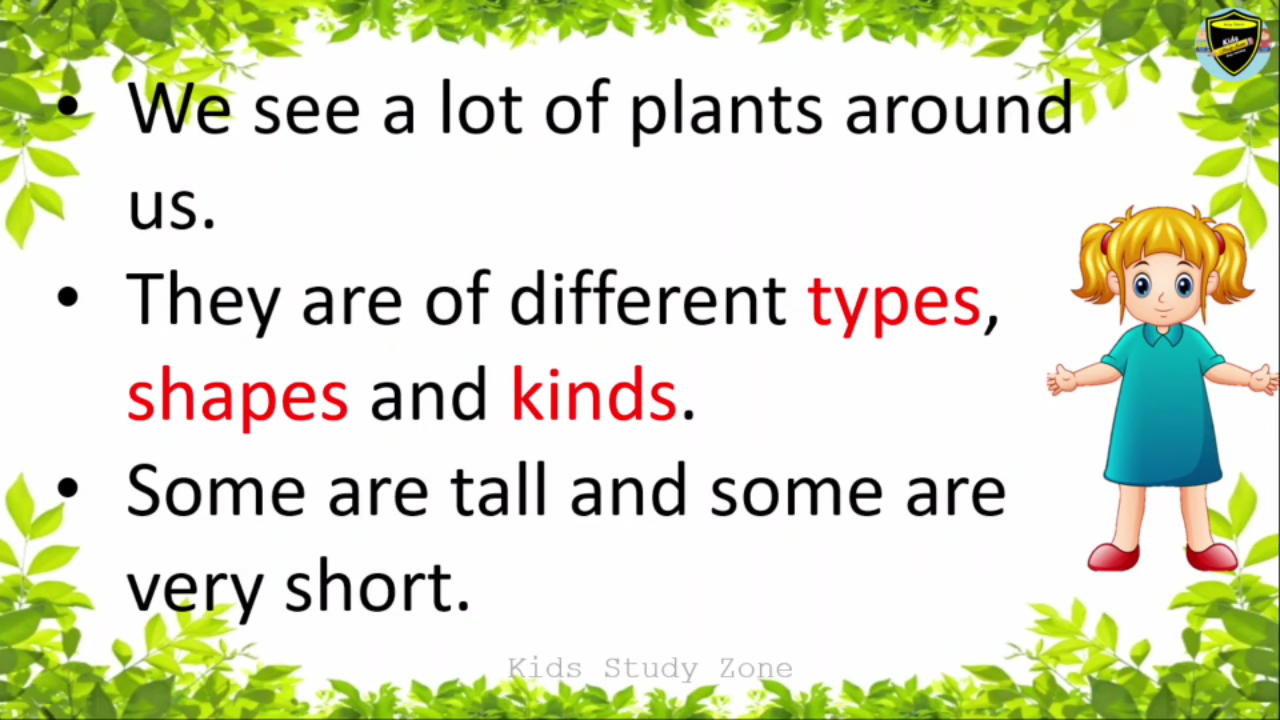 • We see a lot of plants around
us.
• They are of different types,
shapes and kinds.
• Some are tall and some are
very short.
Kids Study Zone
Kids